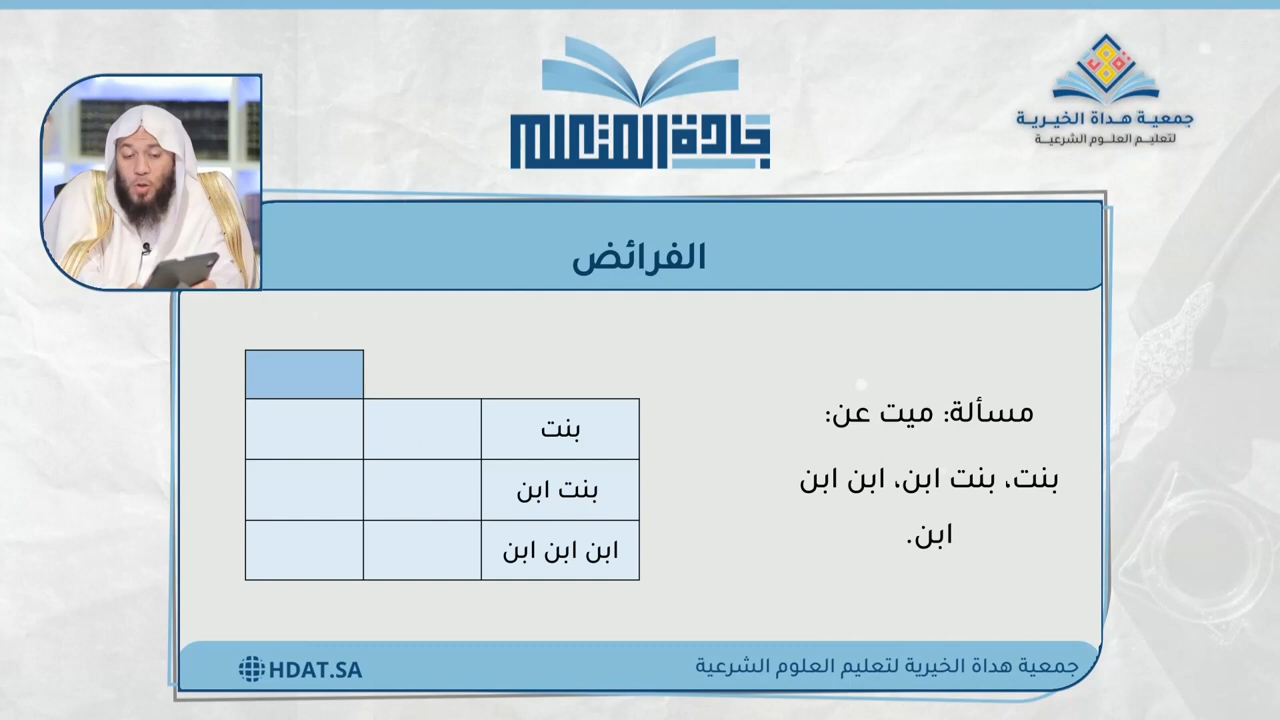 جمعية هداة الخيرية
لتعليم العلوم الشرعية
جادة المتعلم
الفرائض
مسألة: ميت عن:
بنت، بنت ابن، ابن ابن
ابن.
بنت
بنت ابن
ابن ابن ابن
جمعية هداة الخيرية لتعليم العلوم الشرعية
HDAT.SA